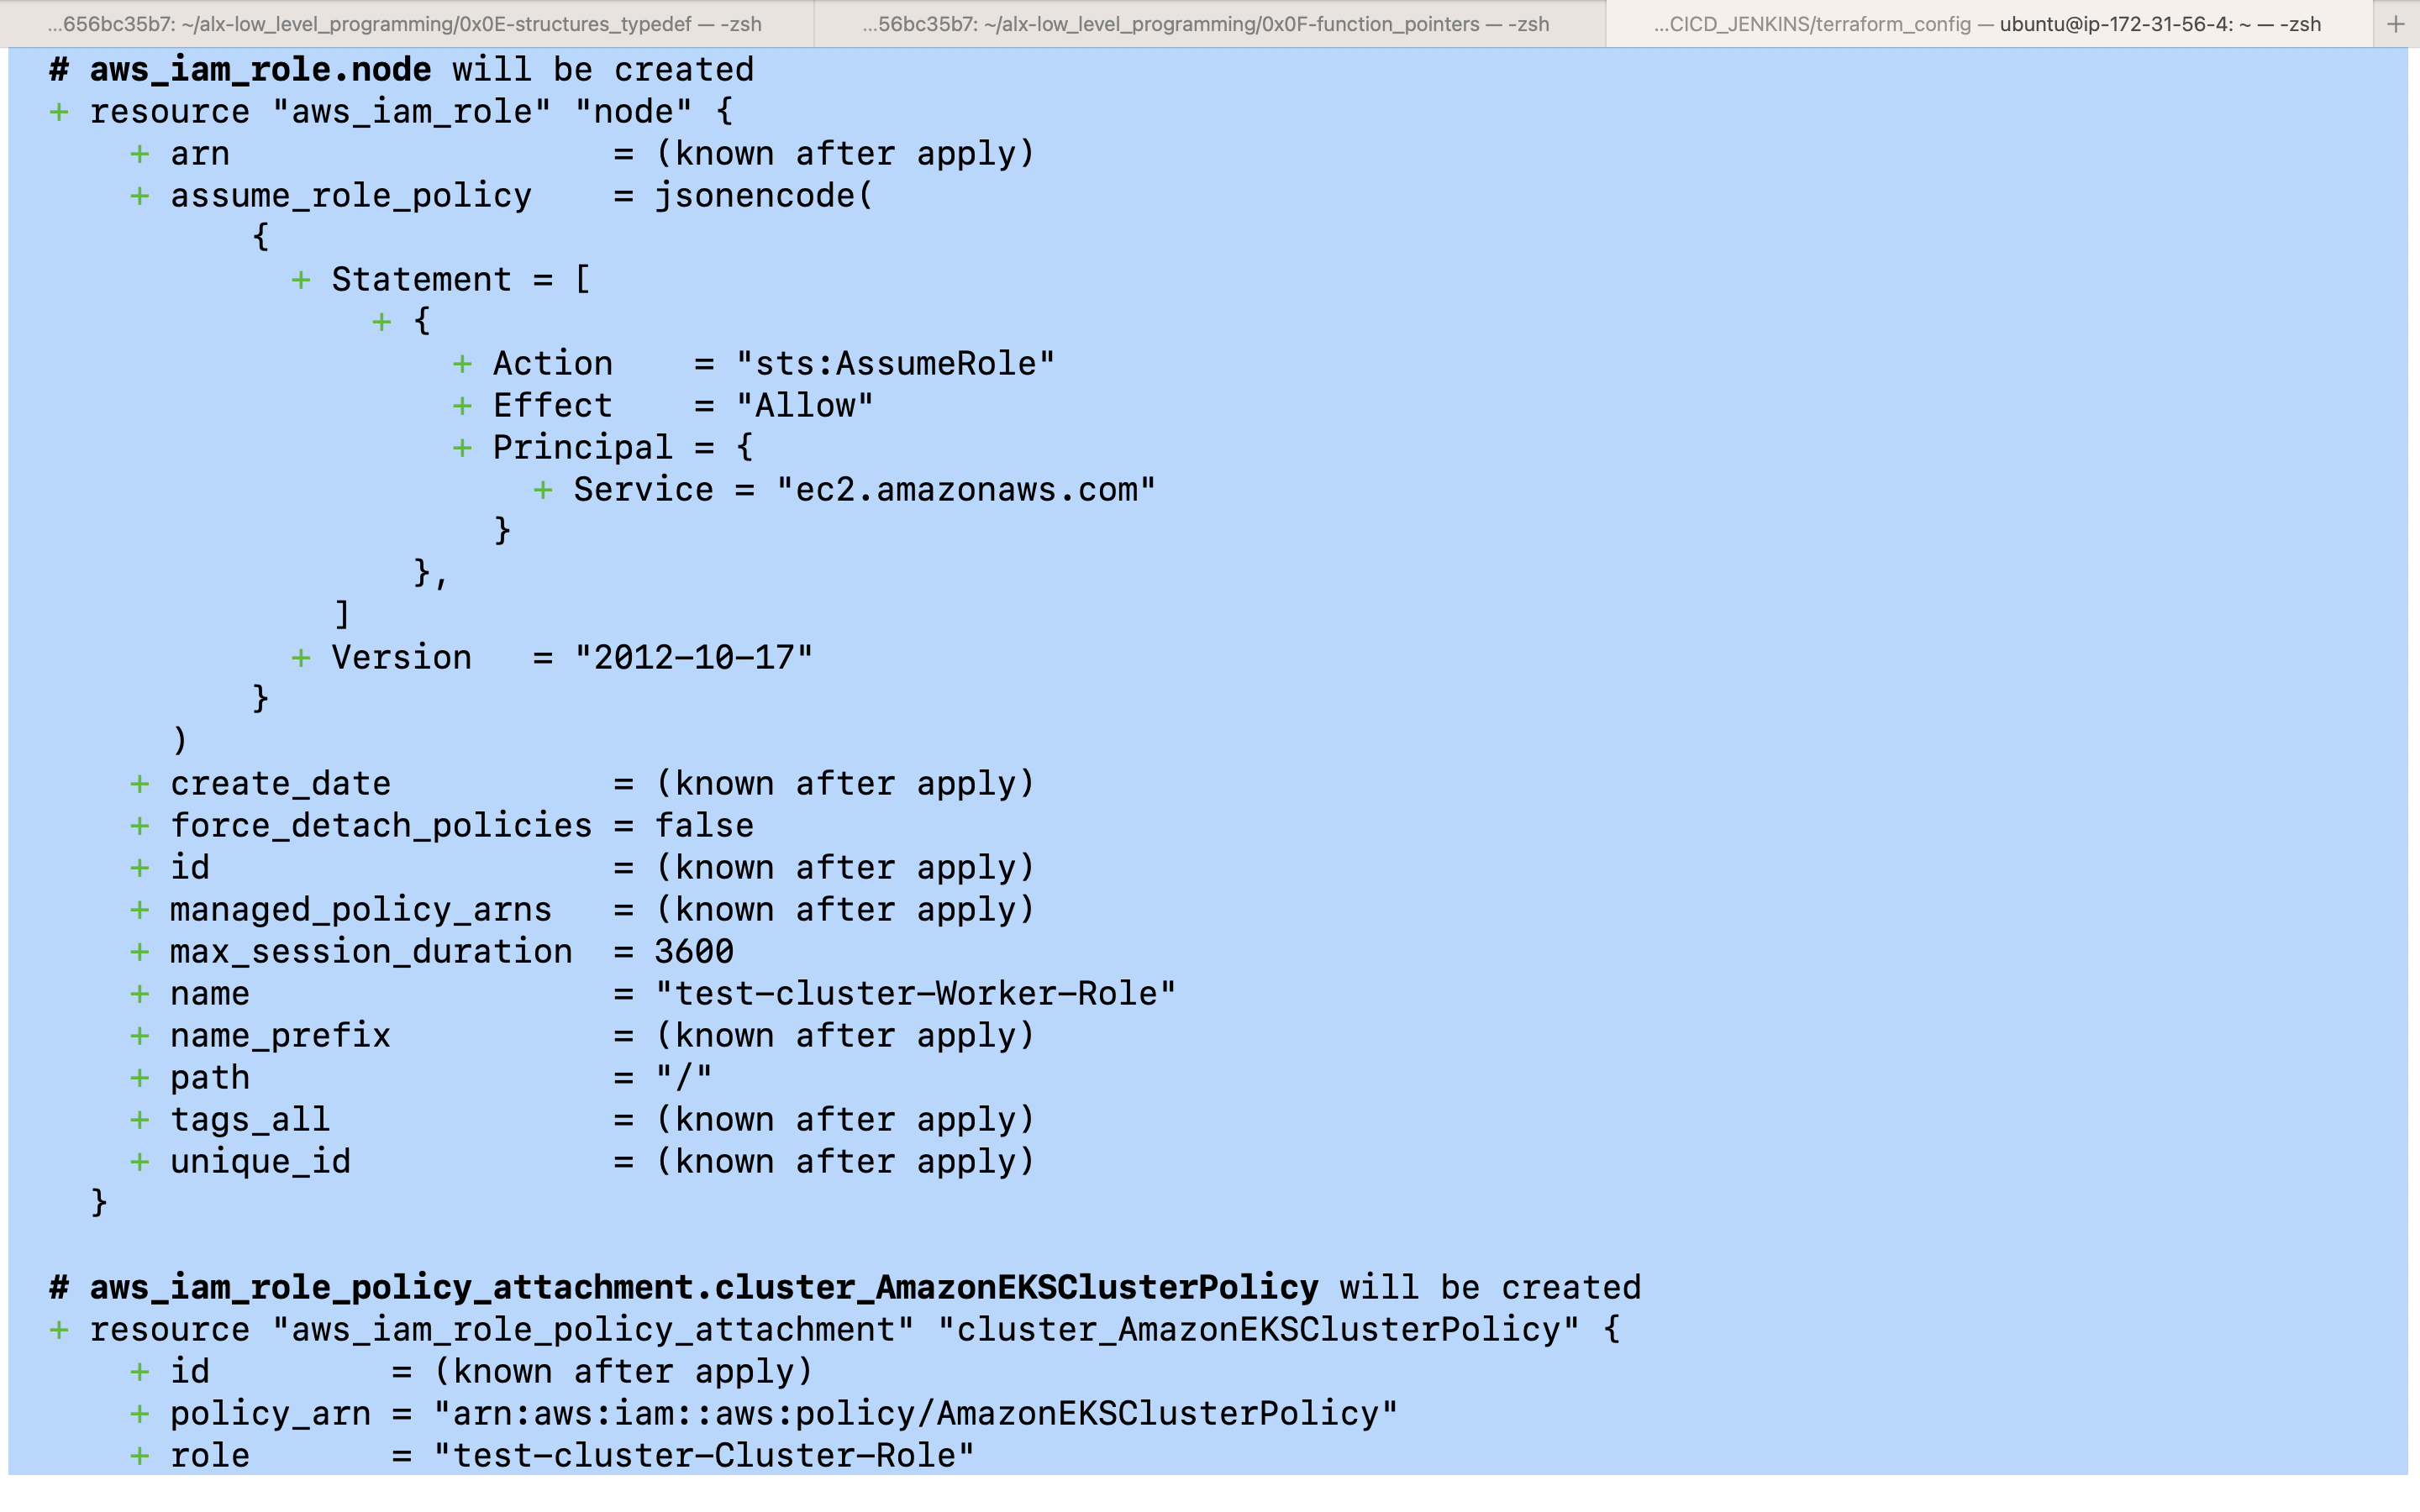 ...656bc35b7: ~/alx-low_level_programming/0x0E-structures_typedef — -zsh
...56bc35b7: ~/alx-low_level_programming/0x0F-function_pointers — -zsh
...CICD_JENKINS/terraform_config — ubuntu@ip-172-31-56-4: ~ — -zsh
+
# aws_iam_role.node will be created
+ resource "aws_iam_role" "node" {
+ arn = (known after apply)
+ assume_role_policy = jsonencode(
{
+ Statement = [
+ {
+ Action = "sts:AssumeRole"
+ Effect = "Allow"
+ Principal = {
+ Service = "ec2.amazonaws.com"
}
},
]
+ Version = "2012-10-17"
}
)
+ create_date = (known after apply)
+ force_detach_policies = false
+ id = (known after apply)
+ managed_policy_arns = (known after apply)
+ max_session_duration = 3600
+ name = "test-cluster-Worker-Role"
+ name_prefix = (known after apply)
+ path = "/"
+ tags_all = (known after apply)
+ unique_id = (known after apply)
}
# aws_iam_role_policy_attachment.cluster_AmazonEKSClusterPolicy will be created
+ resource "aws_iam_role_policy_attachment" "cluster_AmazonEKSClusterPolicy" {
+ id = (known after apply)
+ policy_arn = "arn:aws:iam::aws:policy/AmazonEKSClusterPolicy"
+ role = "test-cluster-Cluster-Role"